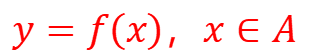 y = f(x), x ∈ A